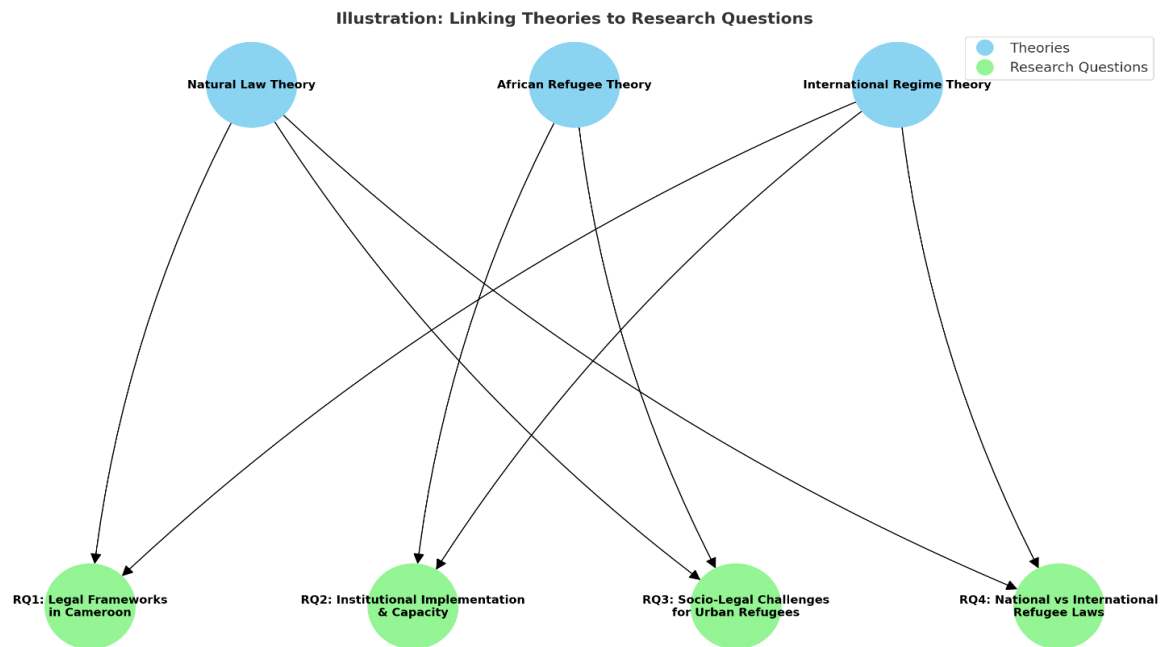 Illustration: Linking Theories to Research Questions
Theories
Research Questions
Natural Law Theory
African Refugee Theory
International Regime Theory
RQ1: Legal Frameworks
in Cameroon
RQ2: Institutional Implementation
& Capacity
RQ3: Socio-Legal Challenges
for Urban Refugees
RQ4: National vs International
Refugee Laws